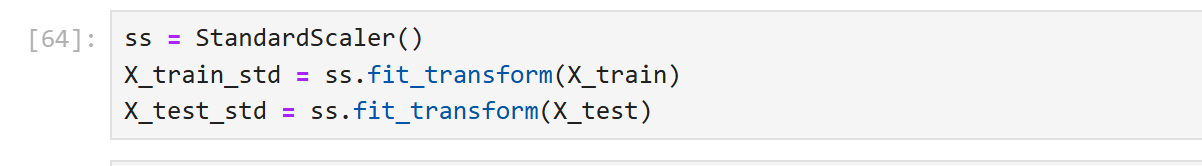 [64]:
ss = StandardScaler()
X_train_std = ss.fit_transform(X_train)
X_test_std = ss.fit_transform(X_test)